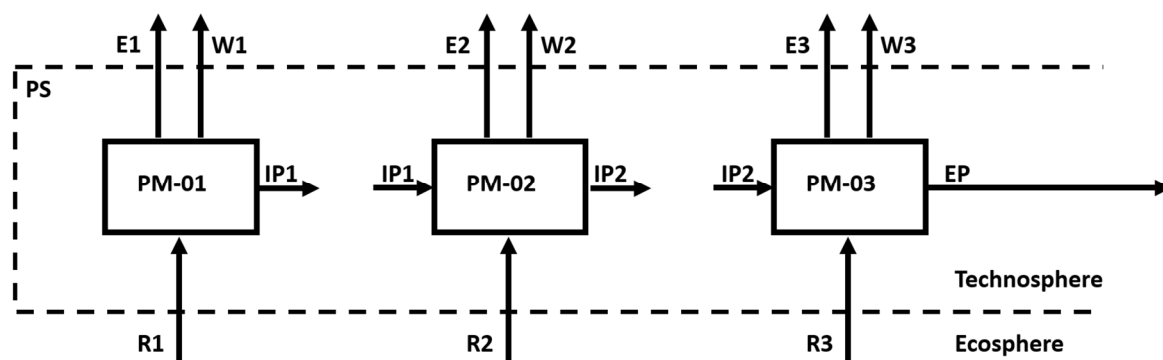 E1 W1 E2 W2 E3 W3
PS
PM-01 IP1 IP1 PM-02 IP2 IP2 PM-03 EP
Technosphere
R1 R2 R3 Ecosphere